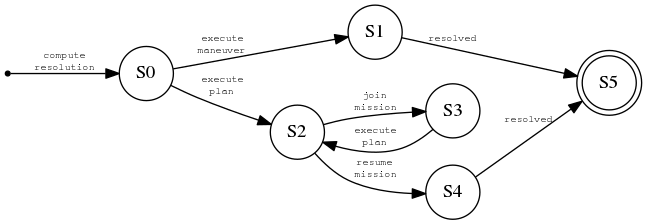 compute
resolution
S0
execute
maneuver
S1
resolved
execute
plan
S2
join
mission
S3
execute
plan
resume
mission
S4
resolved
S5